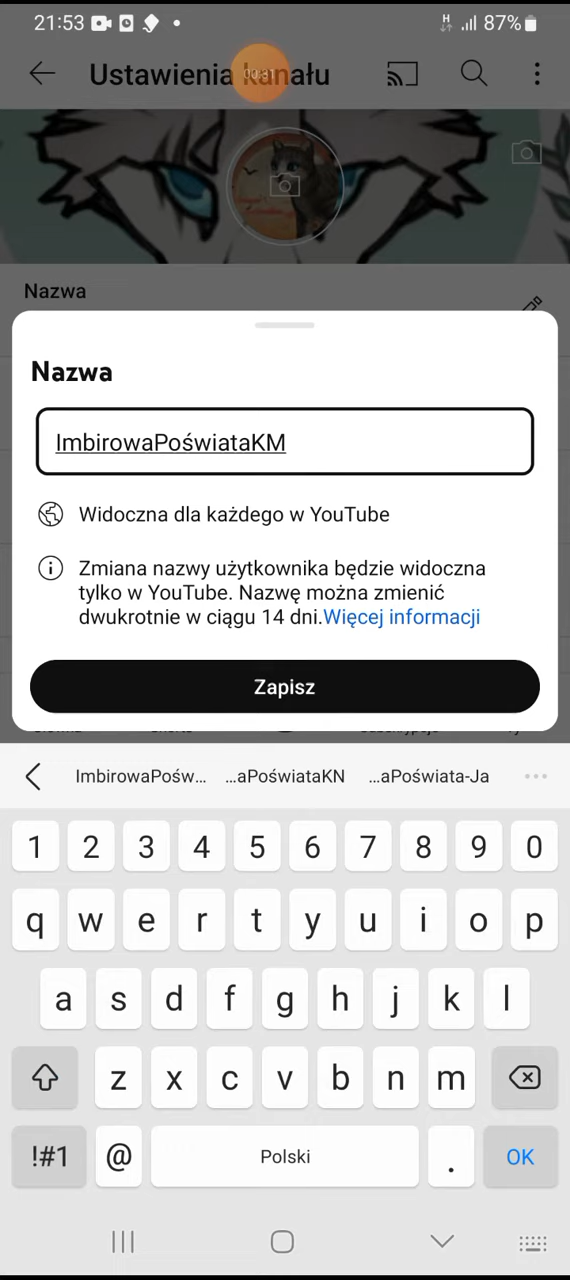 21:53 87%
Ustawienia kanału
00:31
Nazwa
Nazwa
ImbirowaPoświataKM
Widoczna dla każdego w YouTube
Zmiana nazwy użytkownika będzie widoczna
tylko w YouTube. Nazwę można zmienić
dwukrotnie w ciągu 14 dni.Więcej informacji
Zapisz
ImbirowaPośw... ...aPoświataKN ...aPoświata-Ja
1 2 3 4 5 6 7 8 9 0
q w e r t y u i o p
a s d f g h j k l
z x c v b n m
!#1 @ Polski . OK